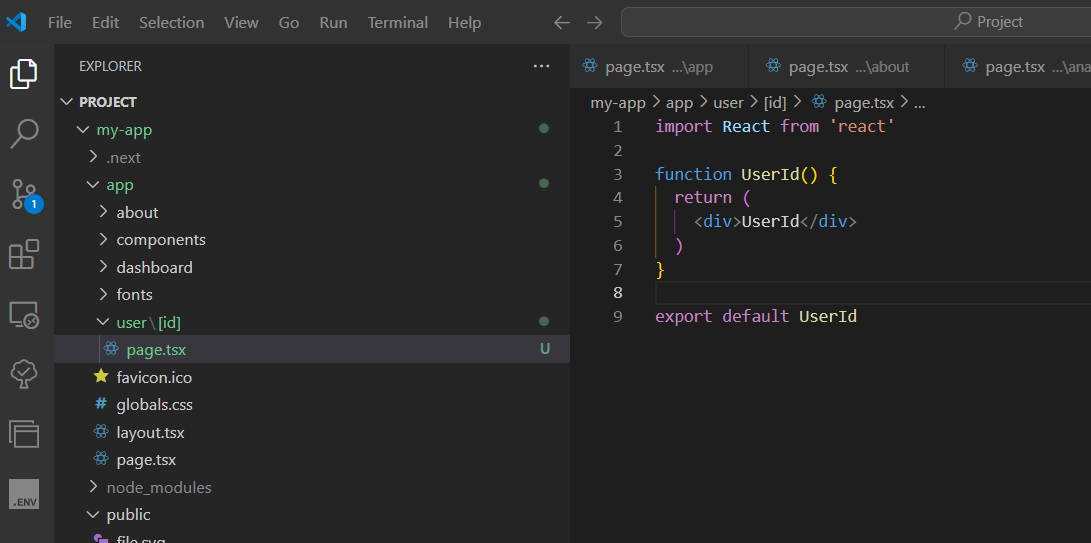 File Edit Selection View Go Run Terminal Help Project
EXPLORER ...
page.tsx ...\app page.tsx ...\about page.tsx ...\ana
PROJECT
my-app
.next
app
about
components
dashboard
fonts
user\[id]
page.tsx U
favicon.ico
# globals.css
layout.tsx
page.tsx
node_modules
public
file.svg
1
.ENV
my-app > app > user > [id] > page.tsx > ...
1 import React from 'react'
2
3 function UserId() {
4 return (
5 <div>UserId</div>
6 )
7 }
8
9 export default UserId